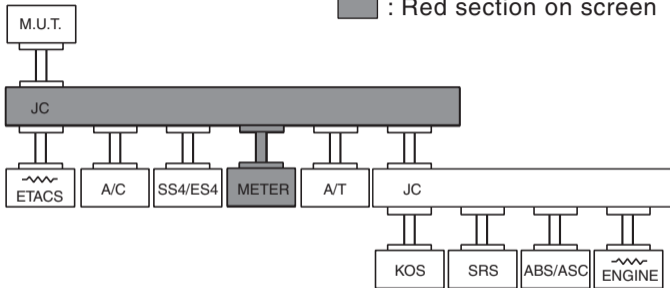 M.U.T.
: Red section on screen
JC
ETACS
A/C
SS4/ES4
METER
A/T
JC
KOS
SRS
ABS/ASC
ENGINE